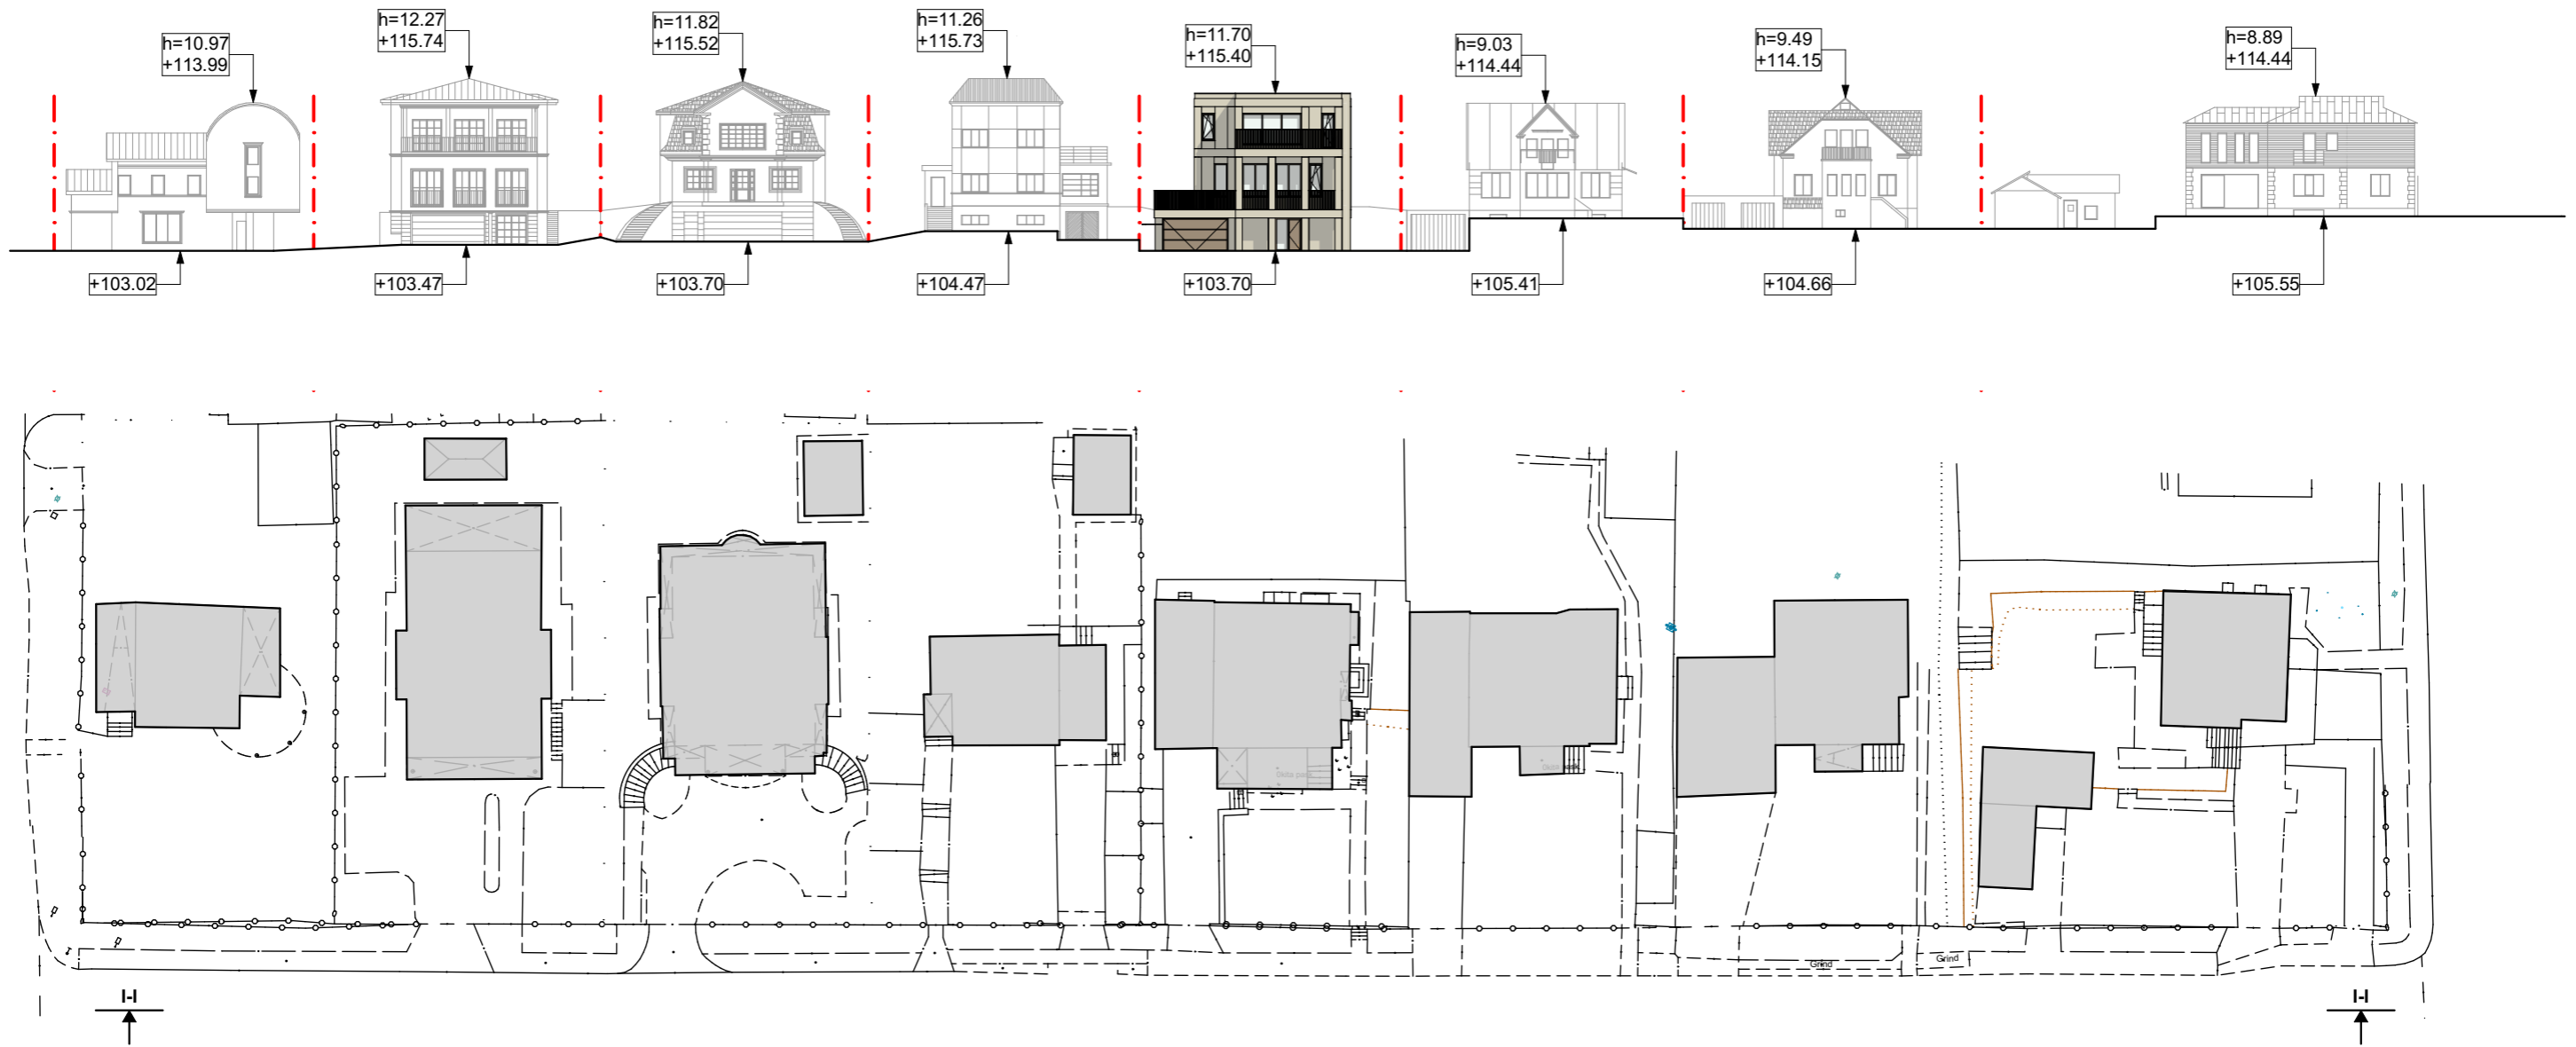 h=10.97
+113.99
h=12.27
+115.74
h=11.82
+115.52
h=11.26
+115.73
h=11.70
+115.40
h=9.03
+114.44
h=9.49
+114.15
h=8.89
+114.44
+103.02
+103.47
+103.70
+104.47
+103.70
+105.41
+104.66
+105.55
Grind
Grind
I-I
I-I